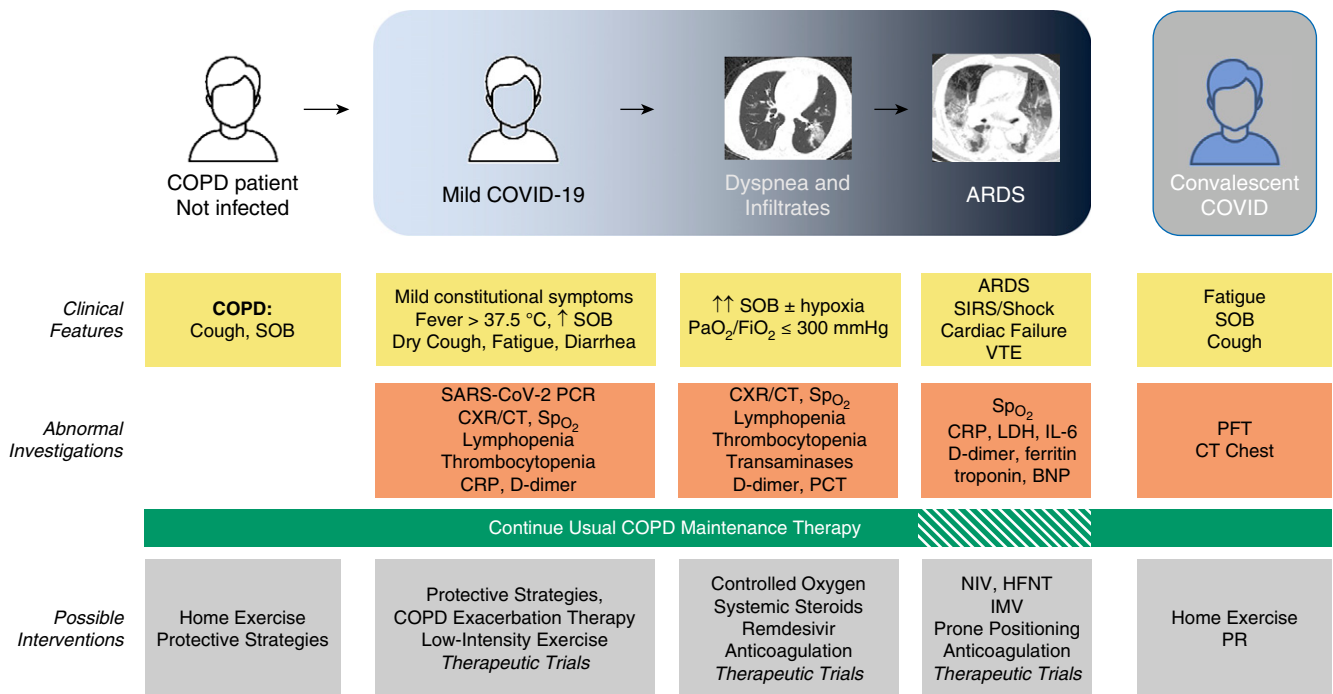 COPD patient
Not infected
Mild COVID-19
Dyspnea and
Infiltrates
ARDS
Convalescent
COVID
Clinical
Features
COPD:
Cough, SOB
Mild constitutional symptoms
Fever > 37.5 °C, ↑ SOB
Dry Cough, Fatigue, Diarrhea
↑↑ SOB ± hypoxia
PaO2/FiO2 ≤ 300 mmHg
ARDS
SIRS/Shock
Cardiac Failure
VTE
Fatigue
SOB
Cough
Abnormal
Investigations
SARS-CoV-2 PCR
CXR/CT, SpO2
Lymphopenia
Thrombocytopenia
CRP, D-dimer
CXR/CT, SpO2
Lymphopenia
Thrombocytopenia
Transaminases
D-dimer, PCT
SpO2
CRP, LDH, IL-6
D-dimer, ferritin
troponin, BNP
PFT
CT Chest
Continue Usual COPD Maintenance Therapy
Possible
Interventions
Home Exercise
Protective Strategies
Protective Strategies,
COPD Exacerbation Therapy
Low-Intensity Exercise
Therapeutic Trials
Controlled Oxygen
Systemic Steroids
Remdesivir
Anticoagulation
Therapeutic Trials
NIV, HFNT
IMV
Prone Positioning
Anticoagulation
Therapeutic Trials
Home Exercise
PR